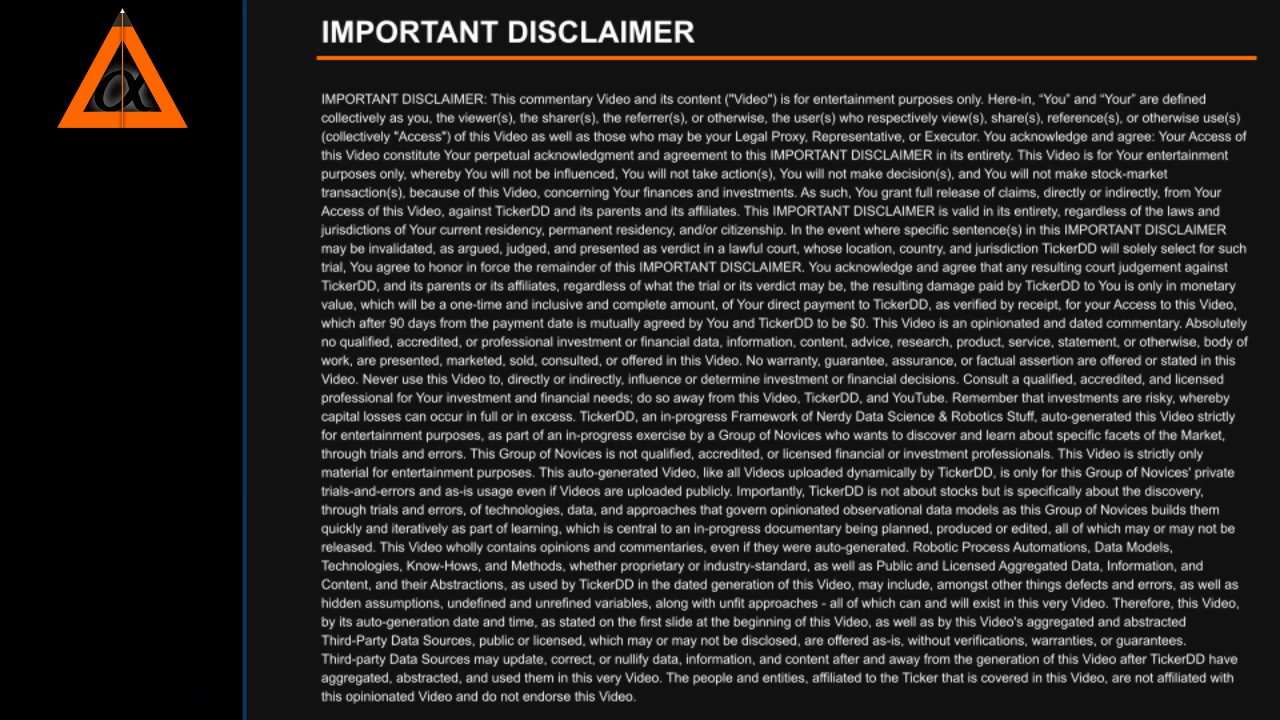 α
IMPORTANT DISCLAIMER
IMPORTANT DISCLAIMER: This commentary Video and its content ("Video") is for entertainment purposes only. Here-in, “You” and “Your” are defined
collectively as you, the viewer(s), the sharer(s), the referrer(s), or otherwise, the user(s) who respectively view(s), share(s), reference(s), or otherwise use(s)
(collectively "Access") of this Video as well as those who may be your Legal Proxy, Representative, or Executor. You acknowledge and agree: Your Access of
this Video constitute Your perpetual acknowledgment and agreement to this IMPORTANT DISCLAIMER in its entirety. This Video is for Your entertainment
purposes only, whereby You will not be influenced, You will not take action(s), You will not make decision(s), and You will not make stock-market
transaction(s), because of this Video, concerning Your finances and investments. As such, You grant full release of claims, directly or indirectly, from Your
Access of this Video, against TickerDD and its parents and its affiliates. This IMPORTANT DISCLAIMER is valid in its entirety, regardless of the laws and
jurisdictions of Your current residency, permanent residency, and/or citizenship. In the event where specific sentence(s) in this IMPORTANT DISCLAIMER
may be invalidated, as argued, judged, and presented as verdict in a lawful court, whose location, country, and jurisdiction TickerDD will solely select for such
trial, You agree to honor in force the remainder of this IMPORTANT DISCLAIMER. You acknowledge and agree that any resulting court judgement against
TickerDD, and its parents or its affiliates, regardless of what the trial or its verdict may be, the resulting damage paid by TickerDD to You is only in monetary
value, which will be a one-time and inclusive and complete amount, of Your direct payment to TickerDD, as verified by receipt, for your Access to this Video,
which after 90 days from the payment date is mutually agreed by You and TickerDD to be $0. This Video is an opinionated and dated commentary. Absolutely
no qualified, accredited, or professional investment or financial data, information, content, advice, research, product, service, statement, or otherwise, body of
work, are presented, marketed, sold, consulted, or offered in this Video. No warranty, guarantee, assurance, or factual assertion are offered or stated in this
Video. Never use this Video to, directly or indirectly, influence or determine investment or financial decisions. Consult a qualified, accredited, and licensed
professional for Your investment and financial needs; do so away from this Video, TickerDD, and YouTube. Remember that investments are risky, whereby
capital losses can occur in full or in excess. TickerDD, an in-progress Framework of Nerdy Data Science & Robotics Stuff, auto-generated this Video strictly
for entertainment purposes, as part of an in-progress exercise by a Group of Novices who wants to discover and learn about specific facets of the Market,
through trials and errors. This Group of Novices is not qualified, accredited, or licensed financial or investment professionals. This Video is strictly only
material for entertainment purposes. This auto-generated Video, like all Videos uploaded dynamically by TickerDD, is only for this Group of Novices' private
trials-and-errors and as-is usage even if Videos are uploaded publicly. Importantly, TickerDD is not about stocks but is specifically about the discovery,
through trials and errors, of technologies, data, and approaches that govern opinionated observational data models as this Group of Novices builds them
quickly and iteratively as part of learning, which is central to an in-progress documentary being planned, produced or edited, all of which may or may not be
released. This Video wholly contains opinions and commentaries, even if they were auto-generated. Robotic Process Automations, Data Models,
Technologies, Know-Hows, and Methods, whether proprietary or industry-standard, as well as Public and Licensed Aggregated Data, Information, and
Content, and their Abstractions, as used by TickerDD in the dated generation of this Video, may include, amongst other things defects and errors, as well as
hidden assumptions, undefined and unrefined variables, along with unfit approaches - all of which can and will exist in this very Video. Therefore, this Video,
by its auto-generation date and time, as stated on the first slide at the beginning of this Video, as well as by this Video's aggregated and abstracted
Third-Party Data Sources, public or licensed, which may or may not be disclosed, are offered as-is, without verifications, warranties, or guarantees.
Third-party Data Sources may update, correct, or nullify data, information, and content after and away from the generation of this Video after TickerDD have
aggregated, abstracted, and used them in this very Video. The people and entities, affiliated to the Ticker that is covered in this Video, are not affiliated with
this opinionated Video and do not endorse this Video.